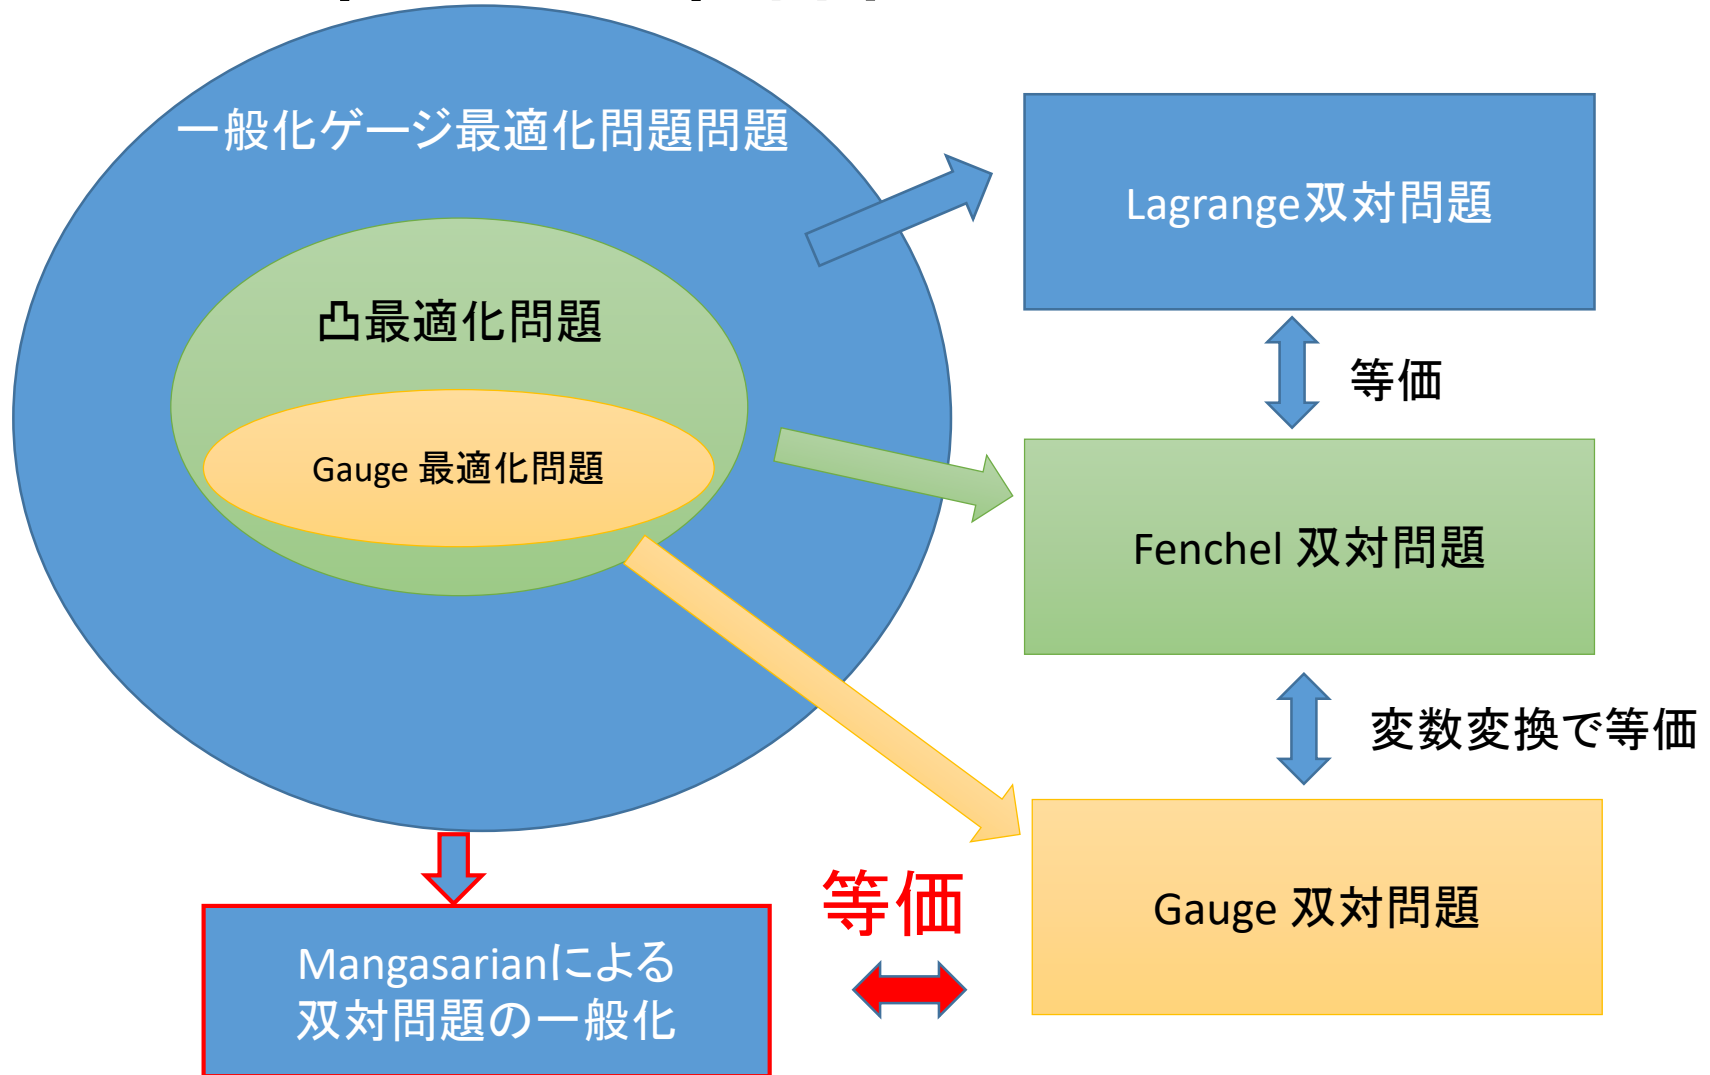 一般化ゲージ最適化問題問題
凸最適化問題
Gauge 最適化問題
Lagrange双対問題
等価
Fenchel 双対問題
変数変換で等価
Gauge 双対問題
等価
Mangasarianによる
双対問題の一般化